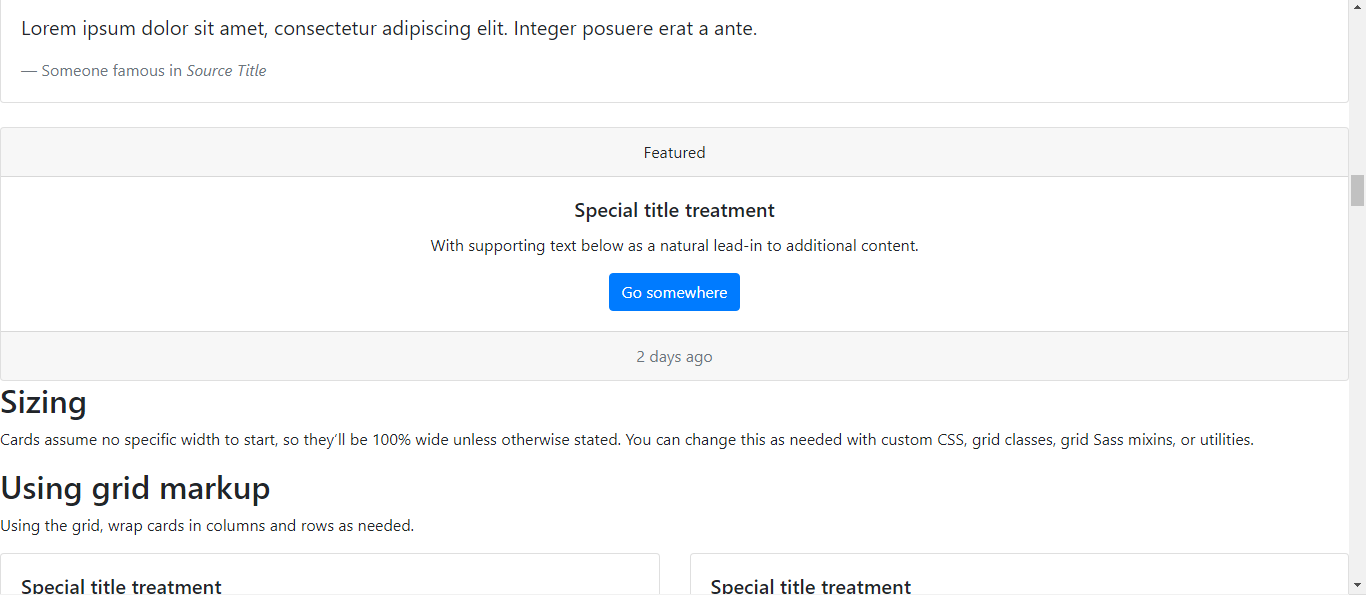 Lorem ipsum dolor sit amet, consectetur adipiscing elit. Integer posuere erat a ante.
— Someone famous in Source Title
Featured
Special title treatment
With supporting text below as a natural lead-in to additional content.
Go somewhere
2 days ago
Sizing
Cards assume no specific width to start, so they’ll be 100% wide unless otherwise stated. You can change this as needed with custom CSS, grid classes, grid Sass mixins, or utilities.
Using grid markup
Using the grid, wrap cards in columns and rows as needed.
Special title treatment
Special title treatment